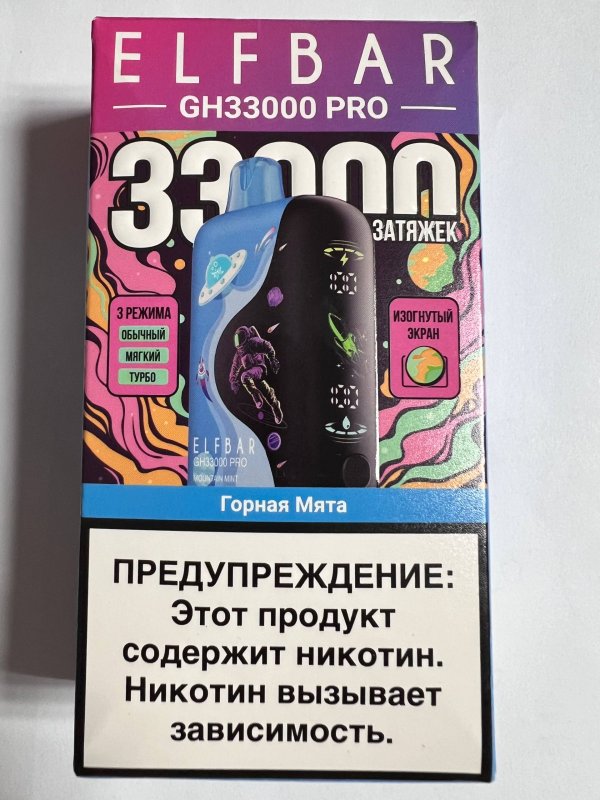 ELFBAR
GH33000 PRO
33000
ЗАТЯЖЕК
3 РЕЖИМА
ОБЫЧНЫЙ
МЯГКИЙ
ТУРБО
ИЗОГНУТЫЙ
ЭКРАН
ELFBAR
GH33000 PRO
MOUNTAIN MINT
Горная Мята
ПРЕДУПРЕЖДЕНИЕ:
Этот продукт
содержит никотин.
Никотин вызывает
зависимость.